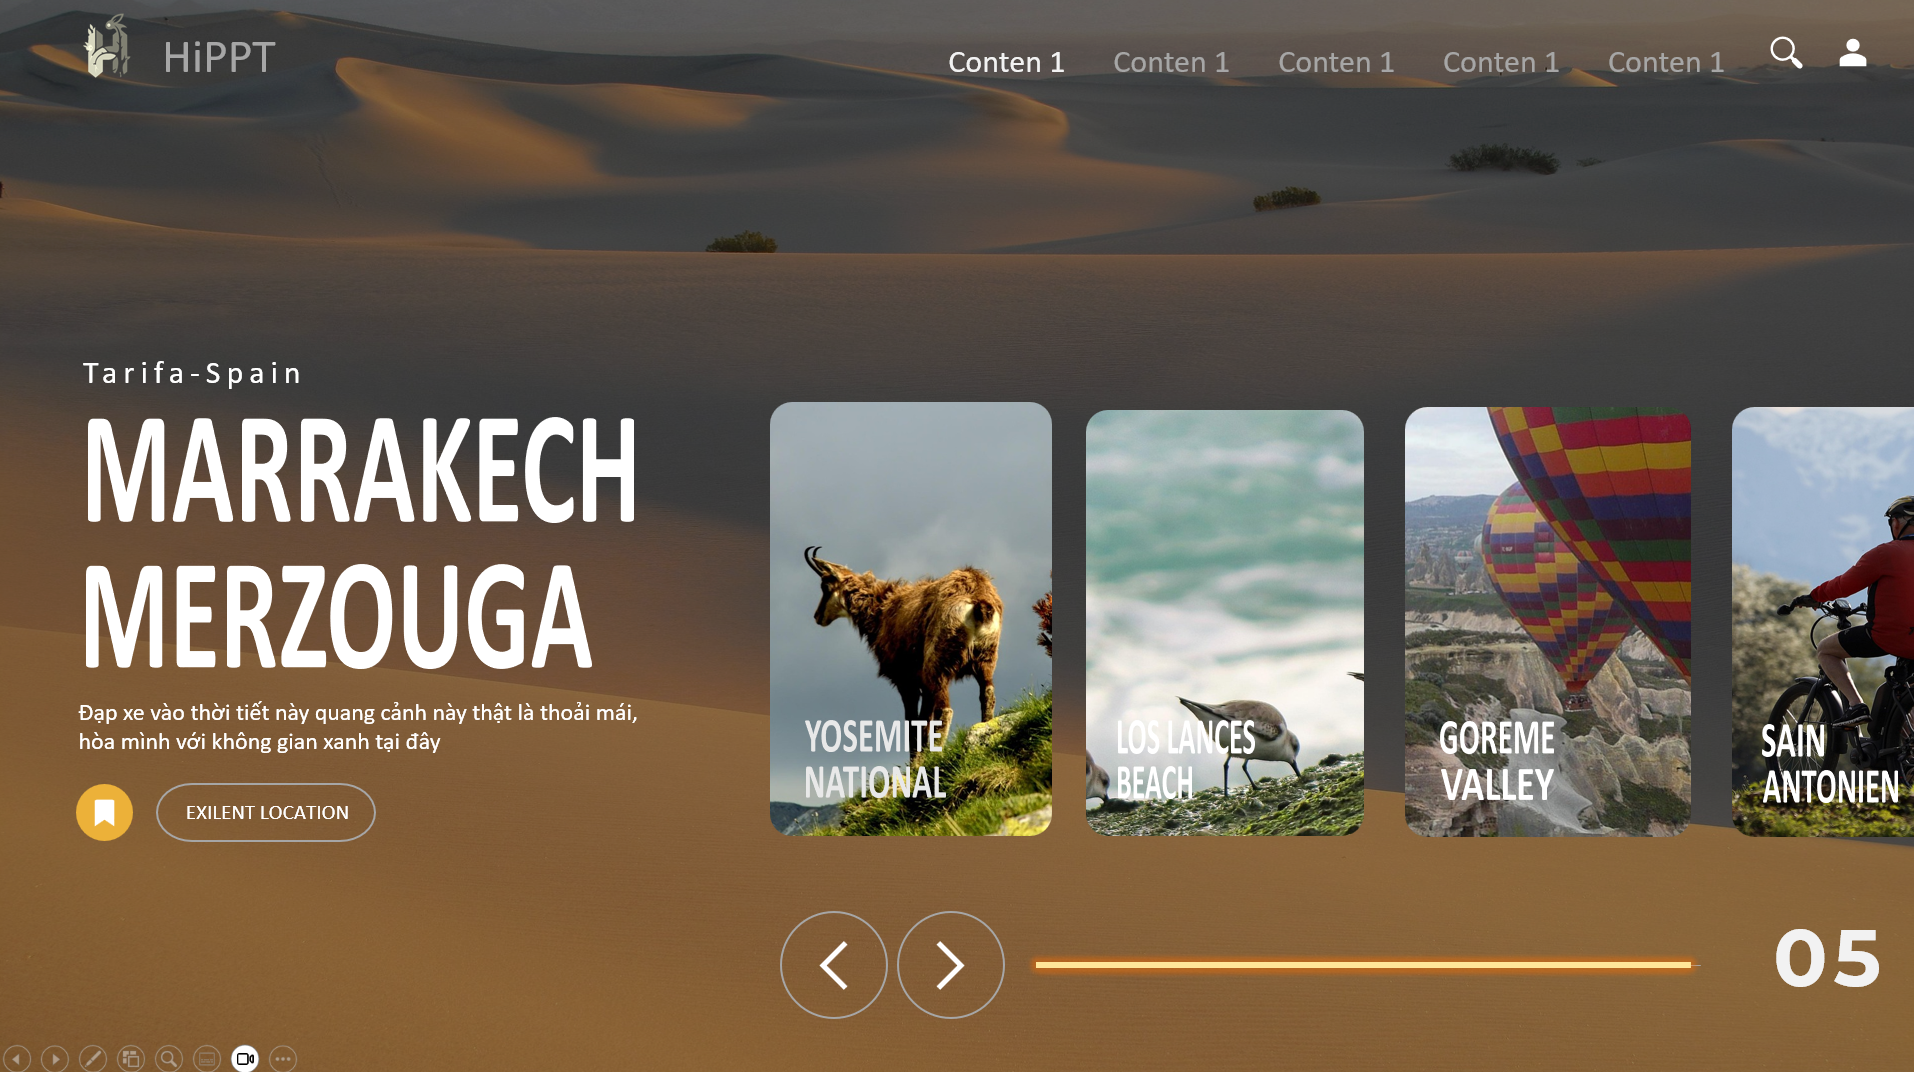 HiPPT
Conten 1
Conten 1
Conten 1
Conten 1
Conten 1
Tarifa-Spain
MARRAKECH
MERZOUGA
Đạp xe vào thời tiết này quang cảnh này thật là thoải mái,
hòa mình với không gian xanh tại đây
EXILENT LOCATION
YOSEMITE
NATIONAL
LOS LANCES
BEACH
GOREME
VALLEY
SAIN
ANTONIEN
05